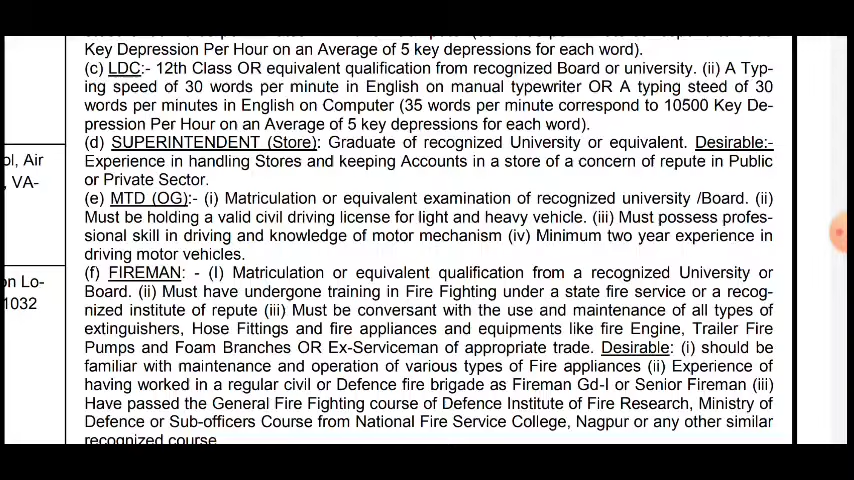 Key Depression Per Hour on an Average of 5 key depressions for each word).
(c) LDC:- 12th Class OR equivalent qualification from recognized Board or university. (ii) A Typ-
ing speed of 30 words per minute in English on manual typewriter OR A typing steed of 30
words per minutes in English on Computer (35 words per minute correspond to 10500 Key De-
pression Per Hour on an Average of 5 key depressions for each word).
(d) SUPERINTENDENT (Store): Graduate of recognized University or equivalent. Desirable:-
Experience in handling Stores and keeping Accounts in a store of a concern of repute in Public
or Private Sector.
(e) MTD (OG):- (i) Matriculation or equivalent examination of recognized university /Board. (ii)
Must be holding a valid civil driving license for light and heavy vehicle. (iii) Must possess profes-
sional skill in driving and knowledge of motor mechanism (iv) Minimum two year experience in
driving motor vehicles.
(f) FIREMAN: - (I) Matriculation or equivalent qualification from a recognized University or
Board. (ii) Must have undergone training in Fire Fighting under a state fire service or a recog-
nized institute of repute (iii) Must be conversant with the use and maintenance of all types of
extinguishers, Hose Fittings and fire appliances and equipments like fire Engine, Trailer Fire
Pumps and Foam Branches OR Ex-Serviceman of appropriate trade. Desirable: (i) should be
familiar with maintenance and operation of various types of Fire appliances (ii) Experience of
having worked in a regular civil or Defence fire brigade as Fireman Gd-I or Senior Fireman (iii)
Have passed the General Fire Fighting course of Defence Institute of Fire Research, Ministry of
Defence or Sub-officers Course from National Fire Service College, Nagpur or any other similar
recognized course
ol, Air
, VA-
on Lo-
1032